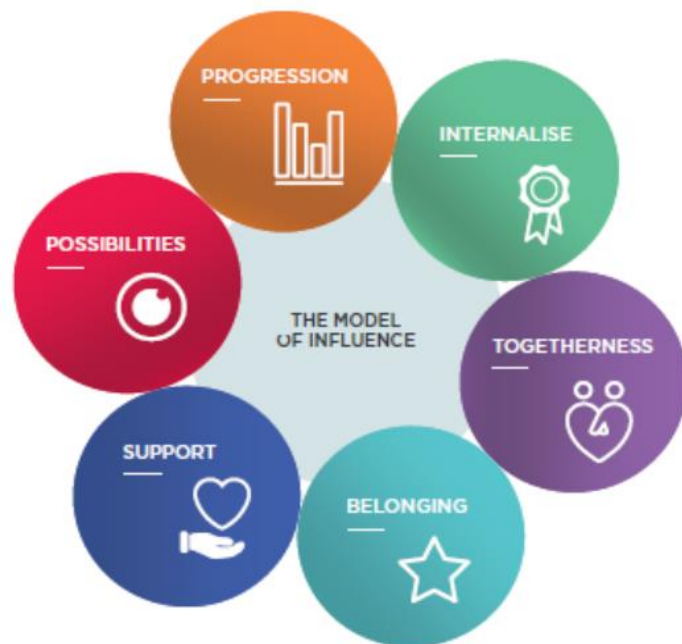 PROGRESSION
INTERNALISE
POSSIBILITIES
THE MODEL
OF INFLUENCE
TOGETHERNESS
SUPPORT
BELONGING